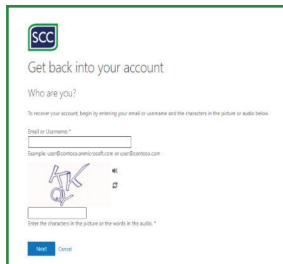 SCC
Get back into your account
Who are you?
To recover your account, begin by entering your email or username and the characters in the picture or audio below.
Email or Username: *
Example: user@contoso.onmicrosoft.com or user@contoso.com
Enter the characters in the picture or the words in the audio. *
Next Cancel